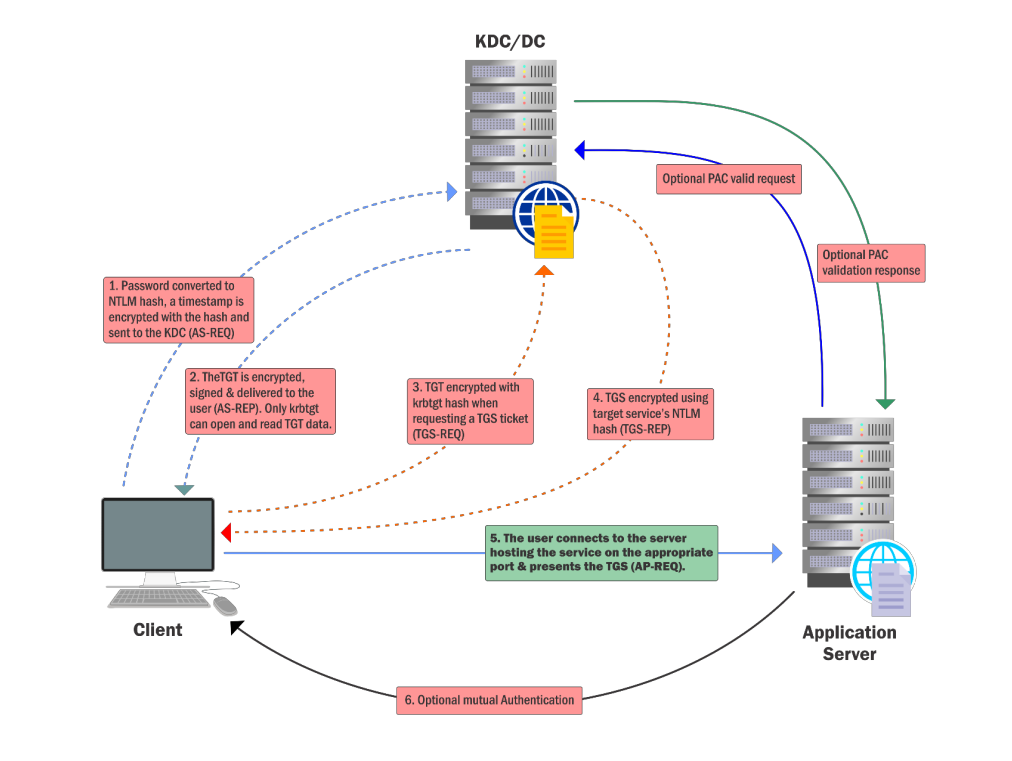 KDC/DC
Optional PAC valid request
Optional PAC
validation response
1. Password converted to
NTLM hash, a timestamp is
encrypted with the hash and
sent to the KDC (AS-REQ)
2. TheTGT is encrypted,
signed & delivered to the
user (AS-REP). Only krbtgt
can open and read TGT data.
3. TGT encrypted with
krbtgt hash when
requesting a TGS ticket
(TGS-REQ)
4. TGS encrypted using
target service's NTLM
hash (TGS-REP)
5. The user connects to the server
hosting the service on the appropriate
port & presents the TGS (AP-REQ).
Client
Application
Server
6. Optional mutual Authentication